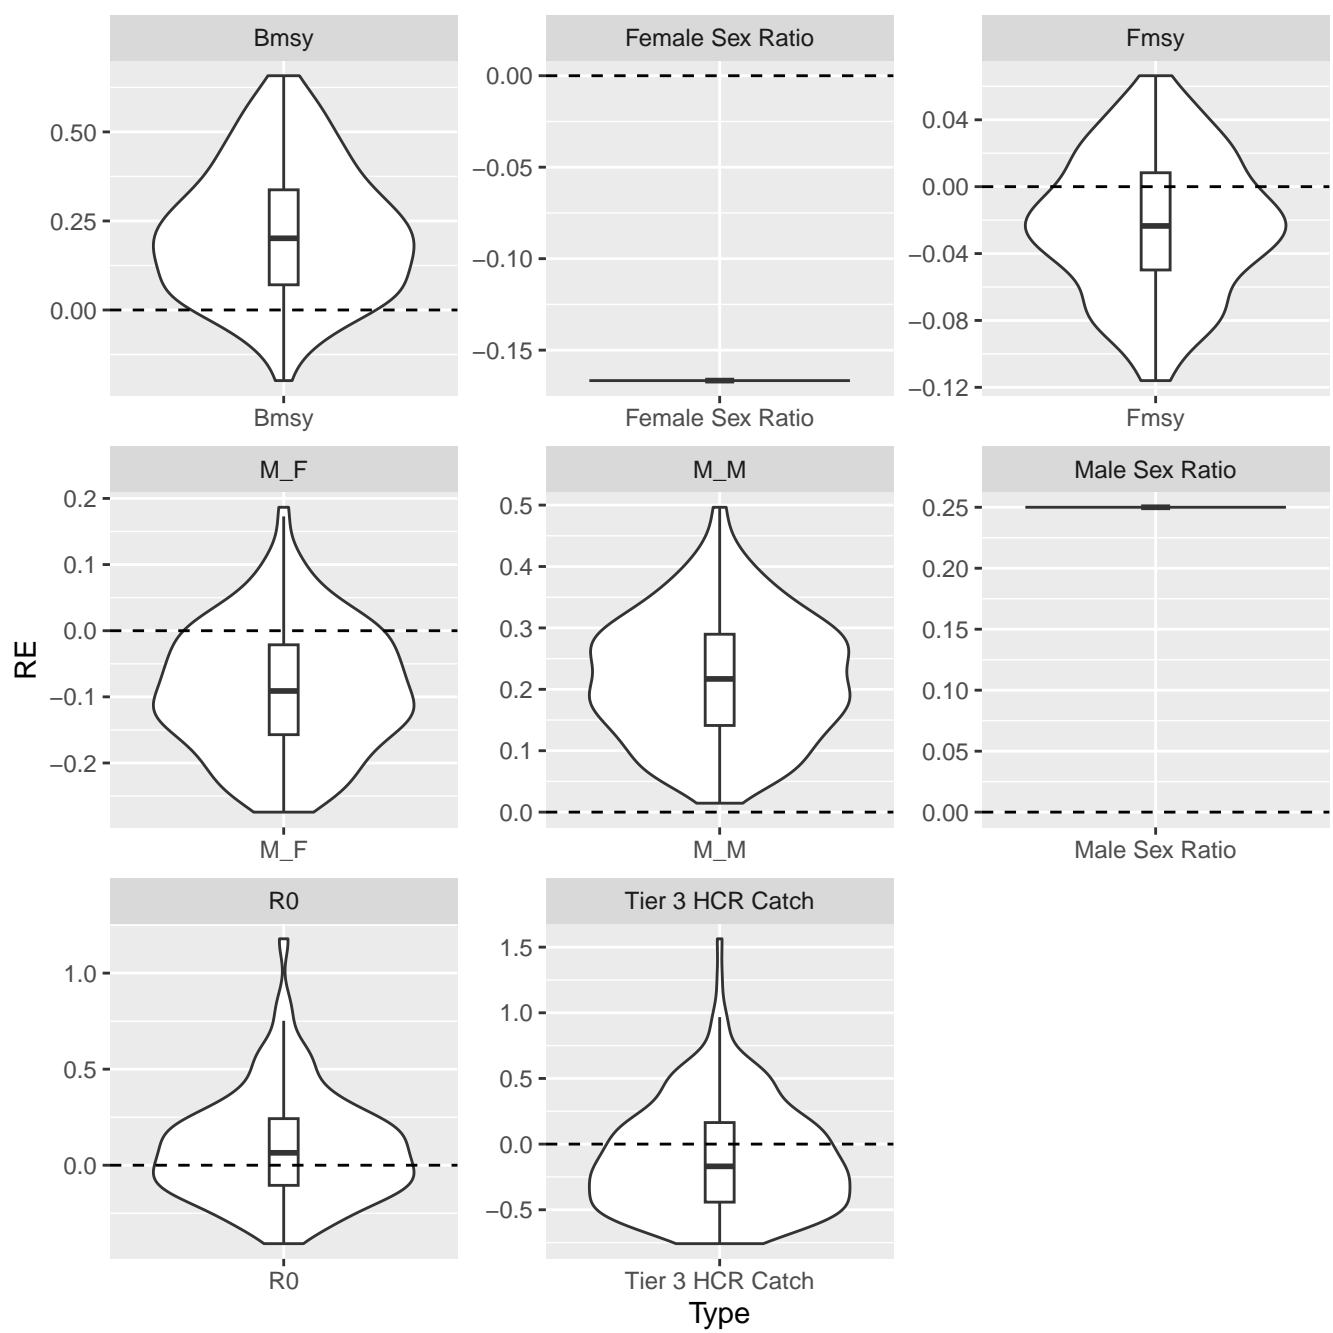 Bmsy
Female Sex Ratio
Fmsy
0.50
0.25
0.00
Bmsy
0.00
−0.05
−0.10
−0.15
Female Sex Ratio
0.04
0.00
−0.04
−0.08
−0.12
Fmsy
RE
M_F
M_M
Male Sex Ratio
0.2
0.1
0.0
−0.1
−0.2
M_F
0.5
0.4
0.3
0.2
0.1
0.0
M_M
0.25
0.20
0.15
0.10
0.05
0.00
Male Sex Ratio
R0
Tier 3 HCR Catch
1.0
0.5
0.0
R0
1.5
1.0
0.5
0.0
−0.5
Tier 3 HCR Catch
Type